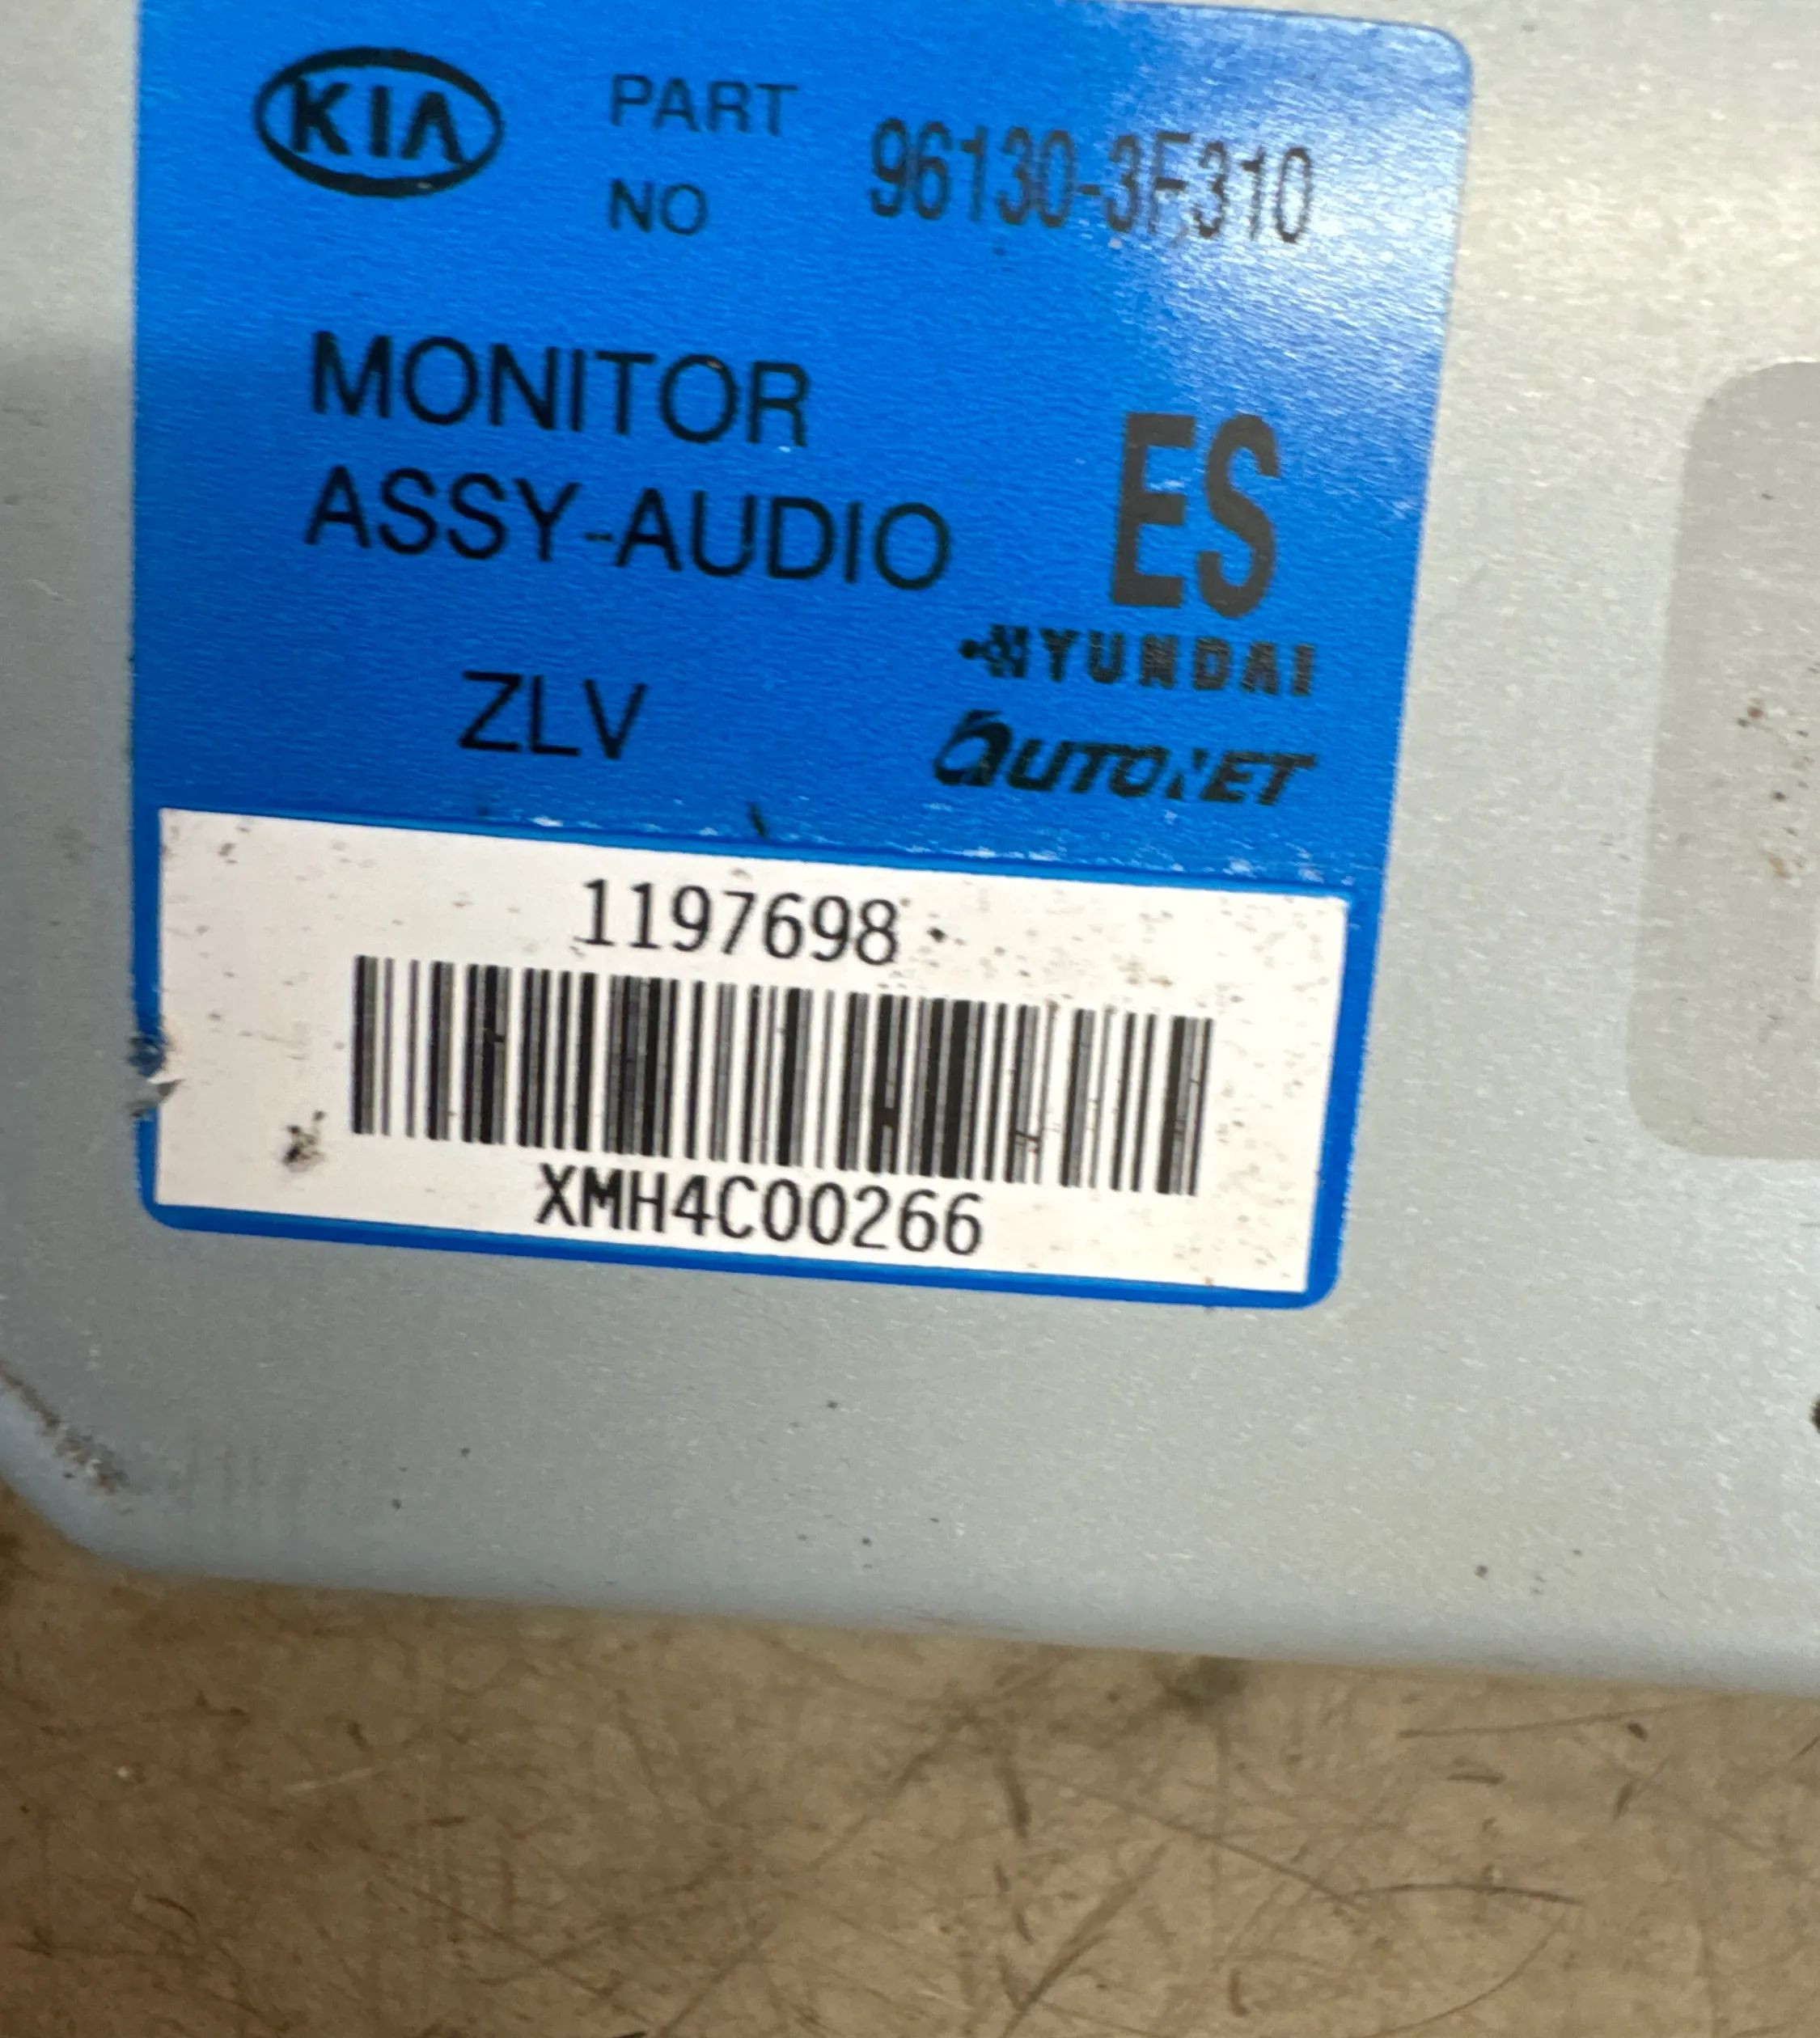 KIA
PART NO 96130-3F310
MONITOR
ASSY-AUDIO
ES
HYUNDAI
AUTONET
ZLV
1197698
XMH4C00266